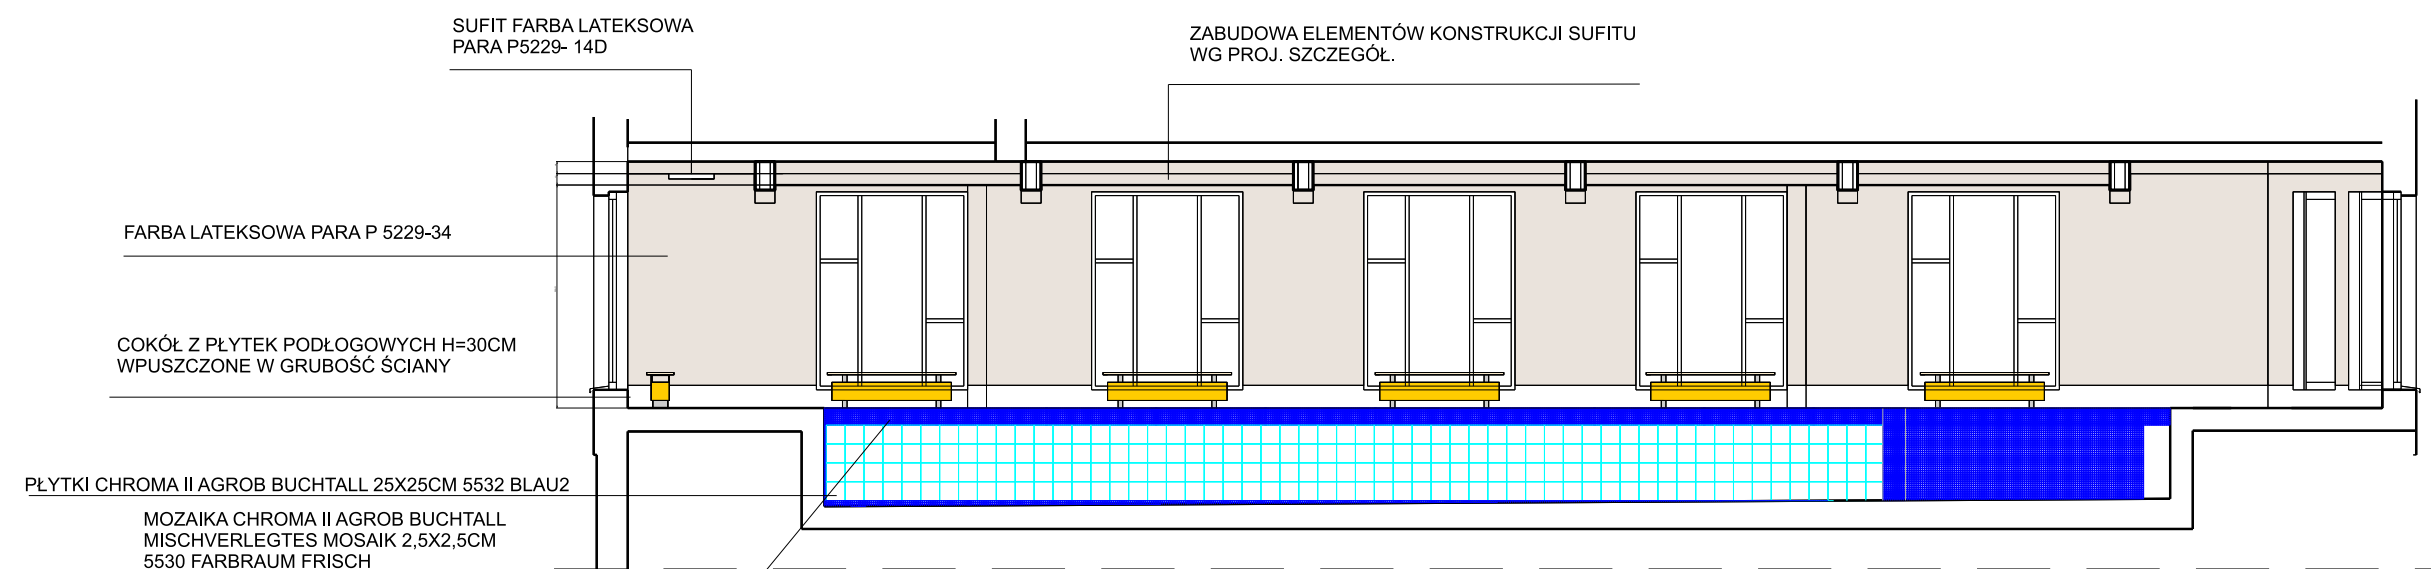 SUFIT FARBA LATEKSOWA
PARA P5229- 14D
ZABUDOWA ELEMENTÓW KONSTRUKCJI SUFITU
WG PROJ. SZCZEGÓŁ.
FARBA LATEKSOWA PARA P 5229-34
COKÓŁ Z PŁYTEK PODŁOGOWYCH H=30CM
WPUSZCZONE W GRUBOŚĆ ŚCIANY
PŁYTKI CHROMA II AGROB BUCHTALL 25X25CM 5532 BLAU2
MOZAIKA CHROMA II AGROB BUCHTALL
MISCHVERLEGTES MOSAIK 2,5X2,5CM
5530 FARBRAUM FRISCH